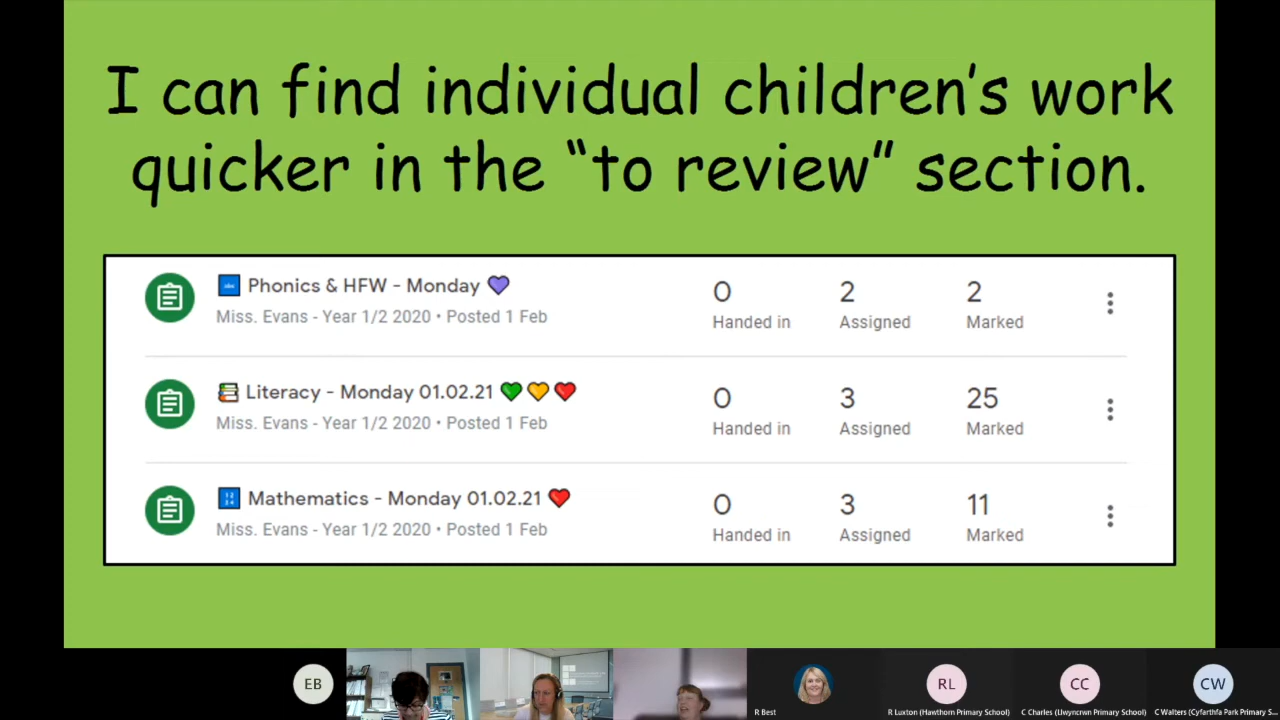 I can find individual children's work
quicker in the “to review” section.
Phonics & HFW - Monday 💜
Miss. Evans - Year 1/2 2020 • Posted 1 Feb
0 2 2
Handed in Assigned Marked
Literacy - Monday 01.02.21 💚 💛 ❤️
Miss. Evans - Year 1/2 2020 • Posted 1 Feb
0 3 25
Handed in Assigned Marked
Mathematics - Monday 01.02.21 ❤️
Miss. Evans - Year 1/2 2020 • Posted 1 Feb
0 3 11
Handed in Assigned Marked
EB RL CC CW
R Best R Luxton (Hawthorn Primary School) C Charles (Llwyncrwn Primary School) C Walters (Cyfarthfa Park Primary S...